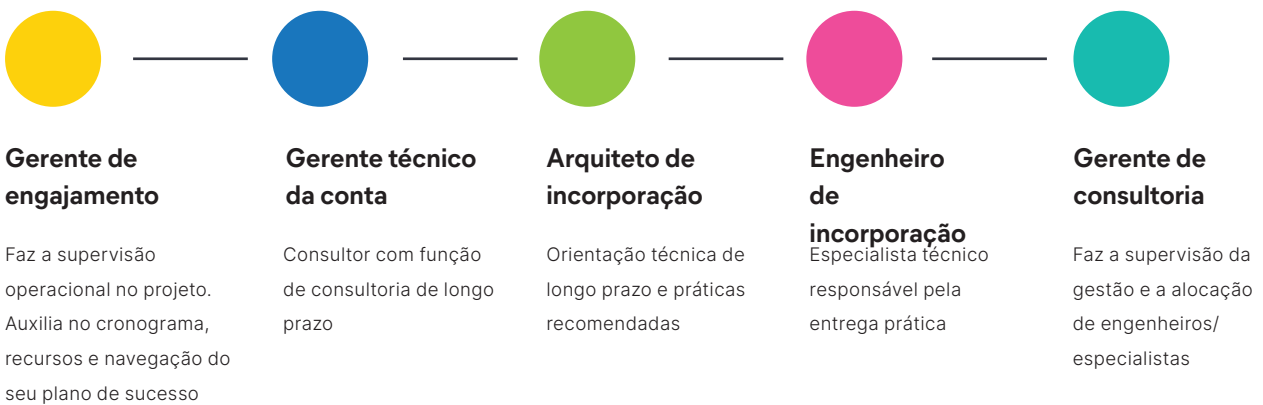 Gerente de
engajamento
Faz a supervisão
operacional no projeto.
Auxilia no cronograma,
recursos e navegação do
seu plano de sucesso
Gerente técnico
da conta
Consultor com função
de consultoria de longo
prazo
Arquiteto de
incorporação
Orientação técnica de
longo prazo e práticas
recomendadas
Engenheiro
de
incorporação
Especialista técnico
responsável pela
entrega prática
Gerente de
consultoria
Faz a supervisão da
gestão e a alocação
de engenheiros/
especialistas